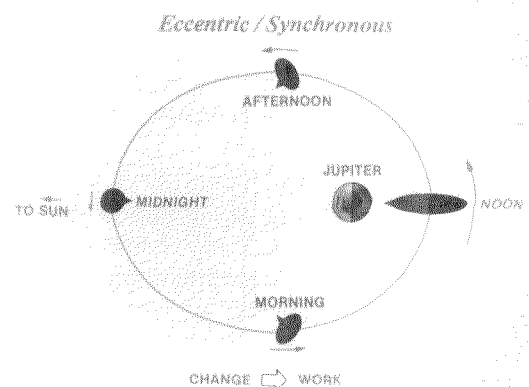 Eccentric / Synchronous
AFTERNOON
JUPITER
TO SUN
MIDNIGHT
NOON
MORNING
CHANGE ⇨ WORK